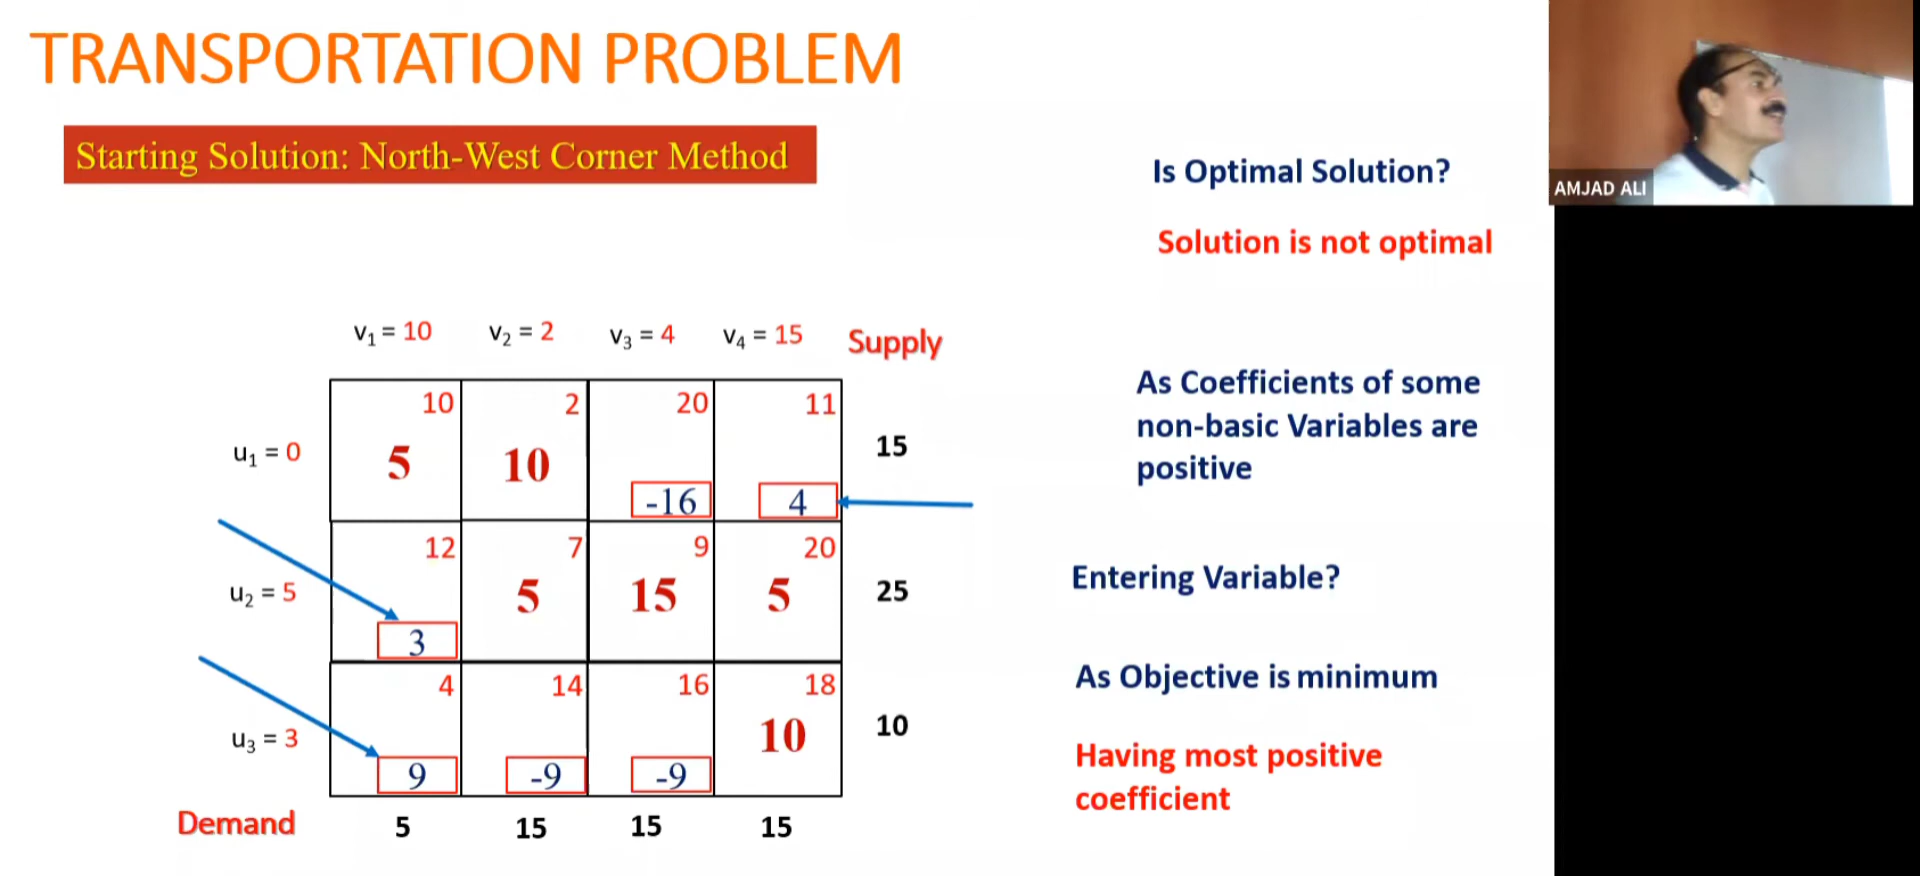 TRANSPORTATION PROBLEM
Starting Solution: North-West Corner Method
Is Optimal Solution?
AMJAD ALI
Solution is not optimal
v1 = 10 v2 = 2 v3 = 4 v4 = 15 Supply
10 2 20 11
u1 = 0 5 10 15
-16 4
12 7 9 20
u2 = 5 5 15 5 25
3
4 14 16 18
u3 = 3 10 10
9 -9 -9
Demand 5 15 15 15
As Coefficients of some
non-basic Variables are
positive
Entering Variable?
As Objective is minimum
Having most positive
coefficient